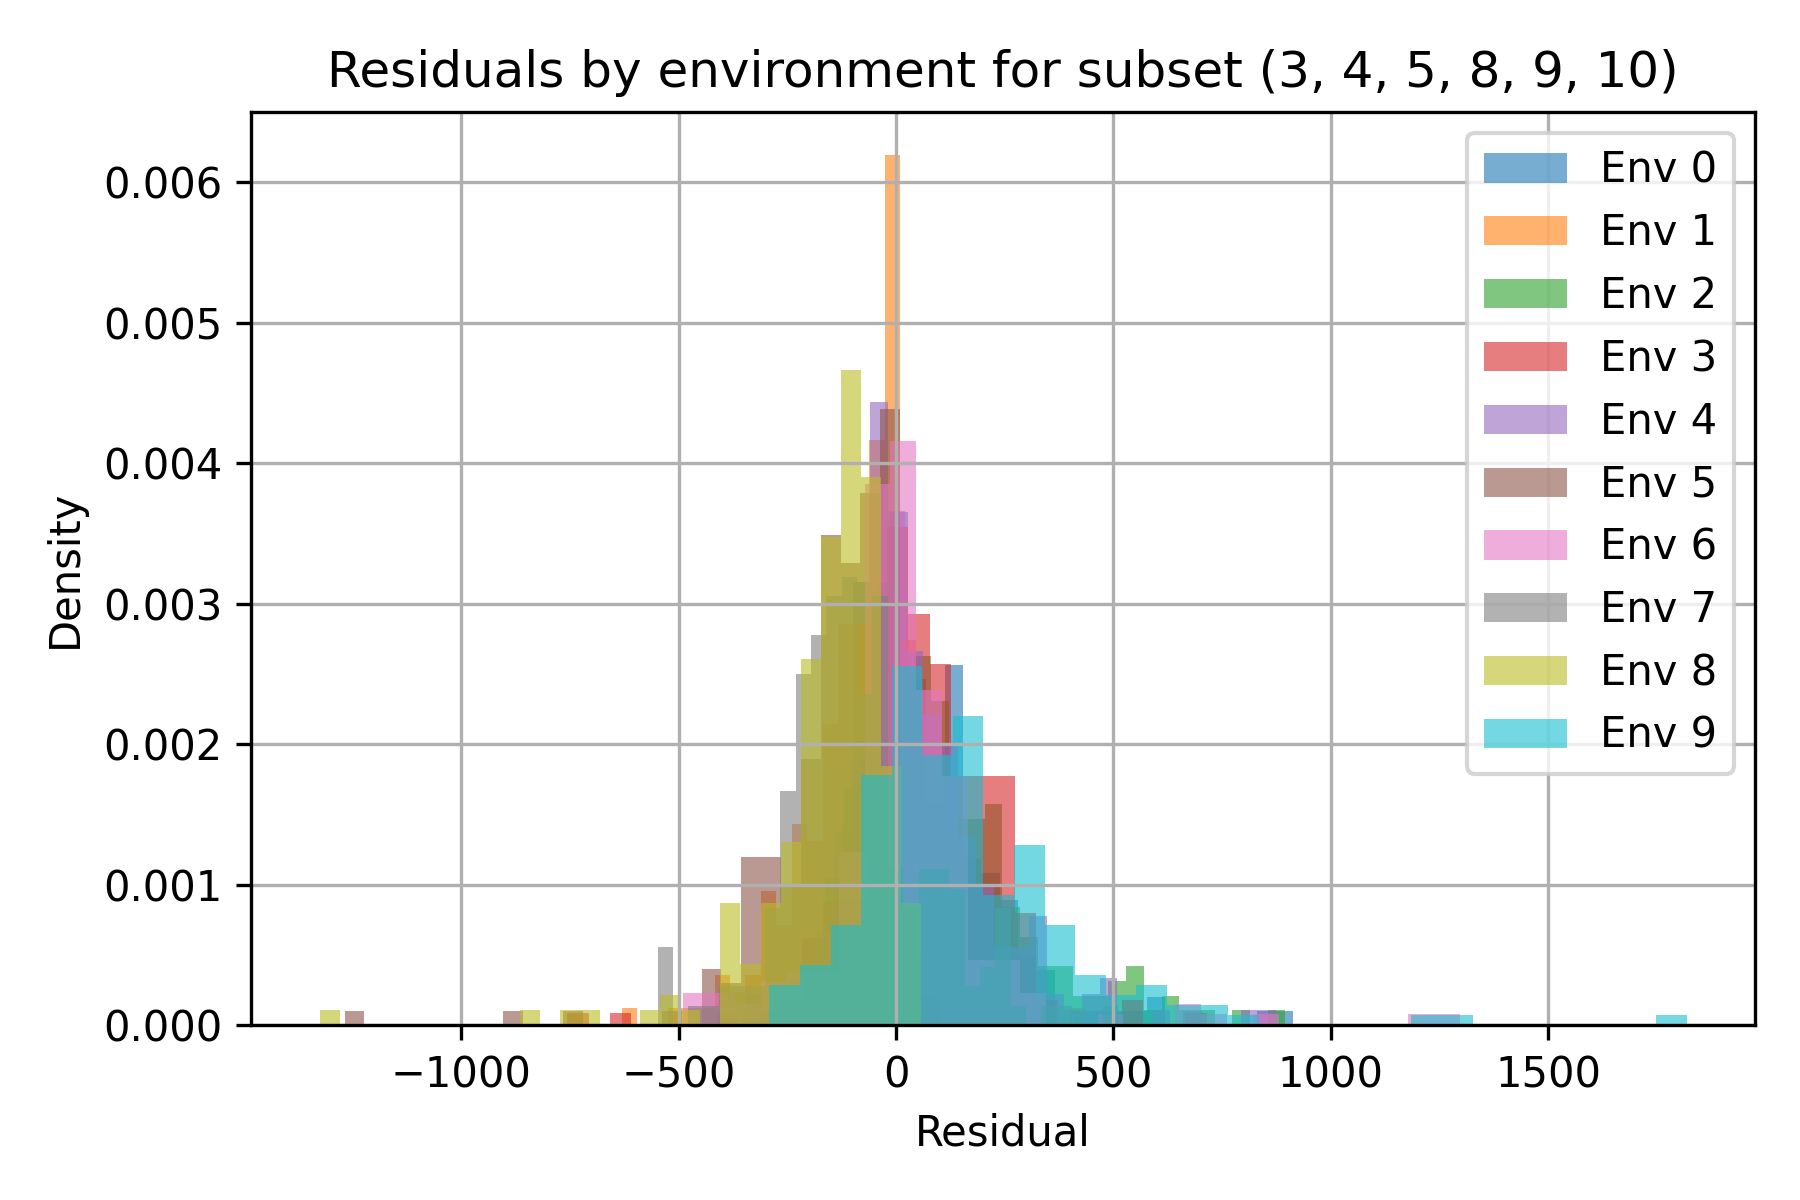 Residuals by environment for subset (3, 4, 5, 8, 9, 10)
Density
0.006
0.005
0.004
0.003
0.002
0.001
0.000
−1000
−500
0
500
1000
1500
Residual
Env 0
Env 1
Env 2
Env 3
Env 4
Env 5
Env 6
Env 7
Env 8
Env 9